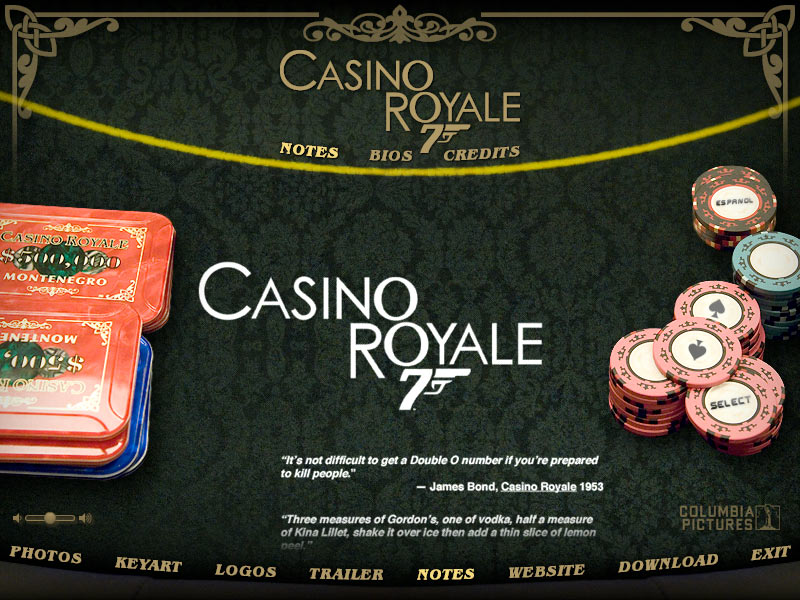 CASINO
ROYALE
007
NOTES BIOS CREDITS
ESPANOL
CASINO ROYALE
$500,000
MONTENEGRO
CASINO
ROYALE
007
SELECT
“It’s not difficult to get a Double O number if you’re prepared
to kill people.”
— James Bond, Casino Royale 1953
“Three measures of Gordon’s, one of vodka, half a measure
of Kina Lillet, shake it over ice then add a thin slice of lemon
peel.”
COLUMBIA
PICTURES
PHOTOS KEYART LOGOS TRAILER NOTES WEBSITE DOWNLOAD EXIT